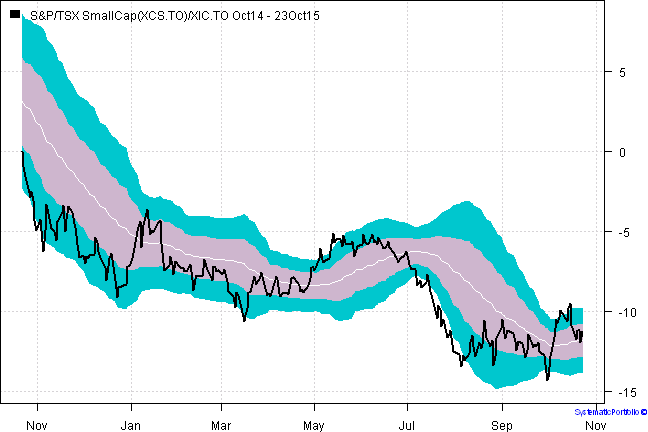 S&P/TSX SmallCap(XCS.TO)/XIC.TO Oct14 - 23Oct15
5
0
-5
-10
-15
Nov Jan Mar May Jul Sep Nov
SystematicPortfolio ©